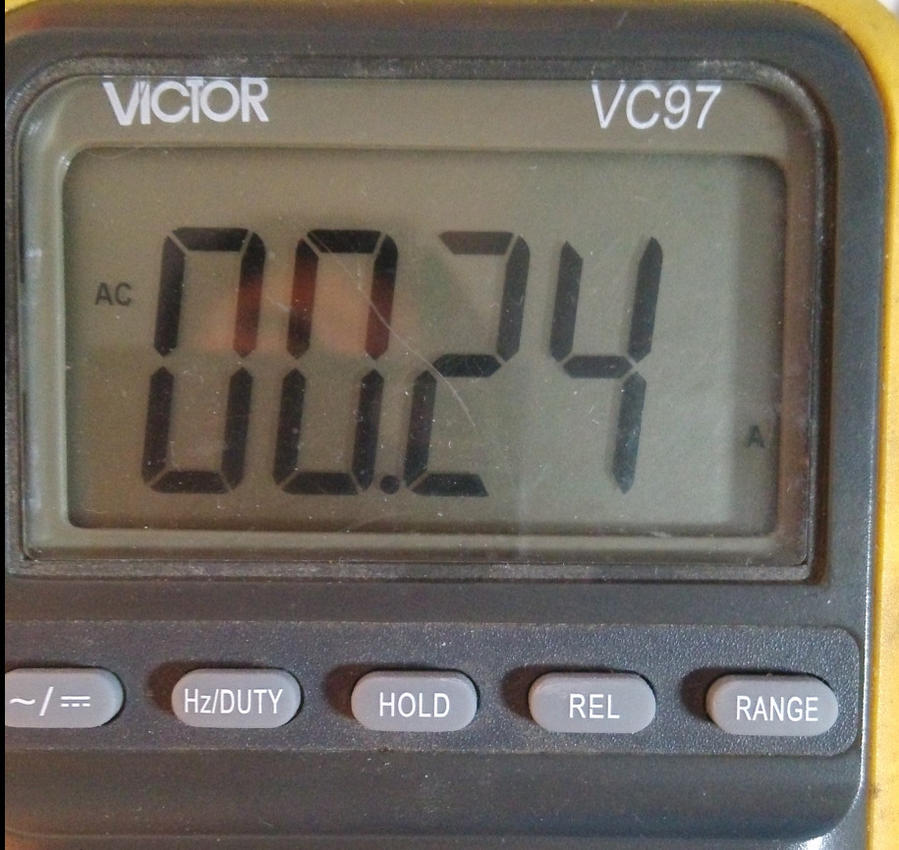 VICTOR VC97
AC 00.24 A
~/⎓ Hz/DUTY HOLD REL RANGE